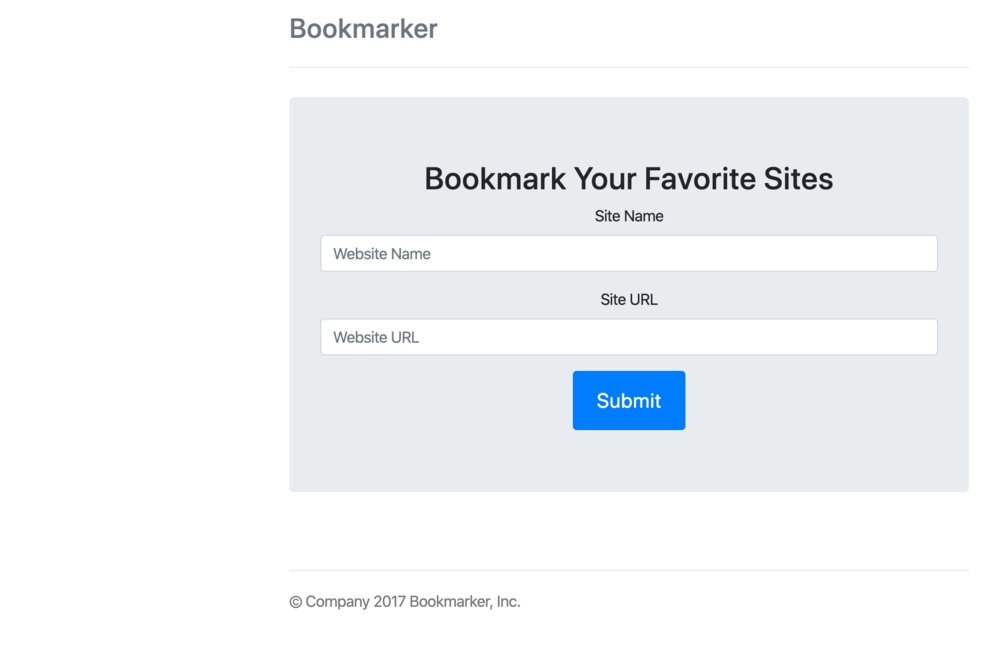 Bookmarker
Bookmark Your Favorite Sites
Site Name
Website Name
Site URL
Website URL
Submit
© Company 2017 Bookmarker, Inc.